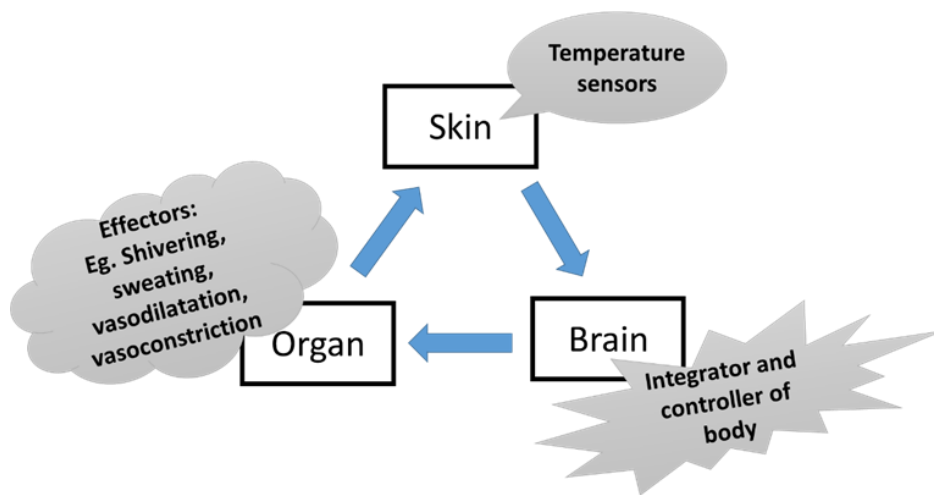 Temperature
sensors
Skin
Effectors:
Eg. Shivering,
sweating,
vasodilatation,
vasoconstriction
Organ
Brain
Integrator and
controller of
body